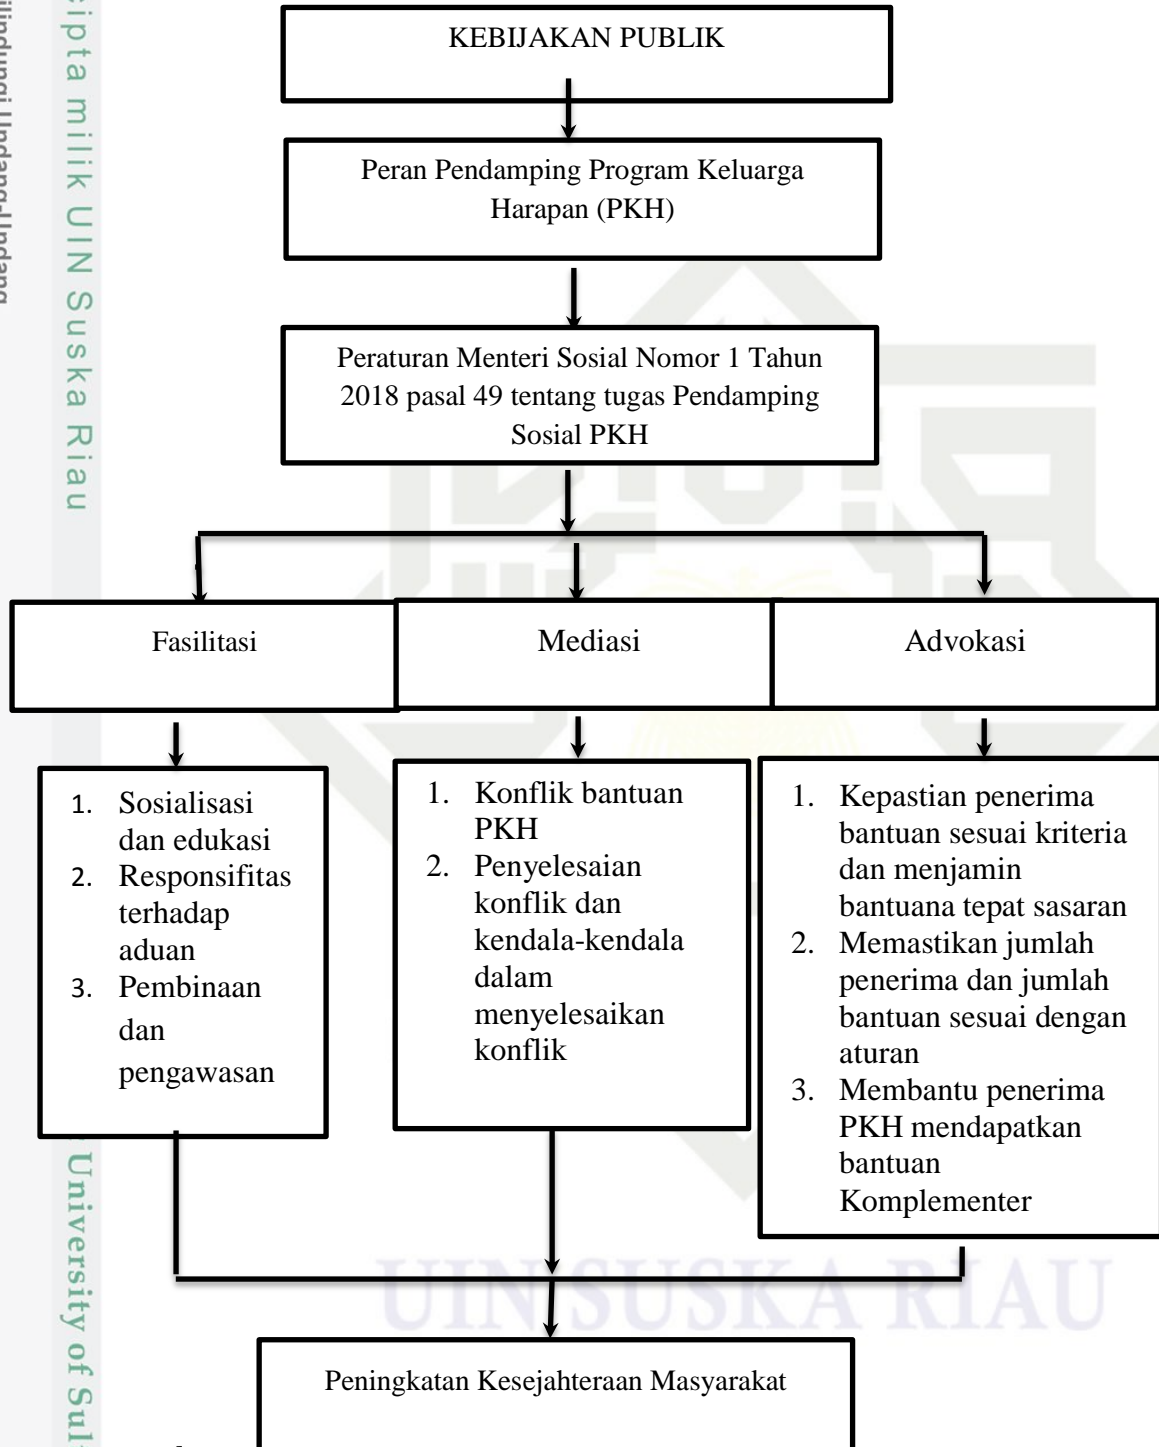 KEBIJAKAN PUBLIK
Peran Pendamping Program Keluarga
Harapan (PKH)
Peraturan Menteri Sosial Nomor 1 Tahun
2018 pasal 49 tentang tugas Pendamping
Sosial PKH
Fasilitasi
Mediasi
Advokasi
1. Sosialisasi
dan edukasi
2. Responsifitas
terhadap
aduan
3. Pembinaan
dan
pengawasan
1. Konflik bantuan
PKH
2. Penyelesaian
konflik dan
kendala-kendala
dalam
menyelesaikan
konflik
1. Kepastian penerima
bantuan sesuai kriteria
dan menjamin
bantuana tepat sasaran
2. Memastikan jumlah
penerima dan jumlah
bantuan sesuai dengan
aturan
3. Membantu penerima
PKH mendapatkan
bantuan
Komplementer
Peningkatan Kesejahteraan Masyarakat
UIN SUSKA RIAU
milik UIN Suska Riau
University of
Undang-Undang